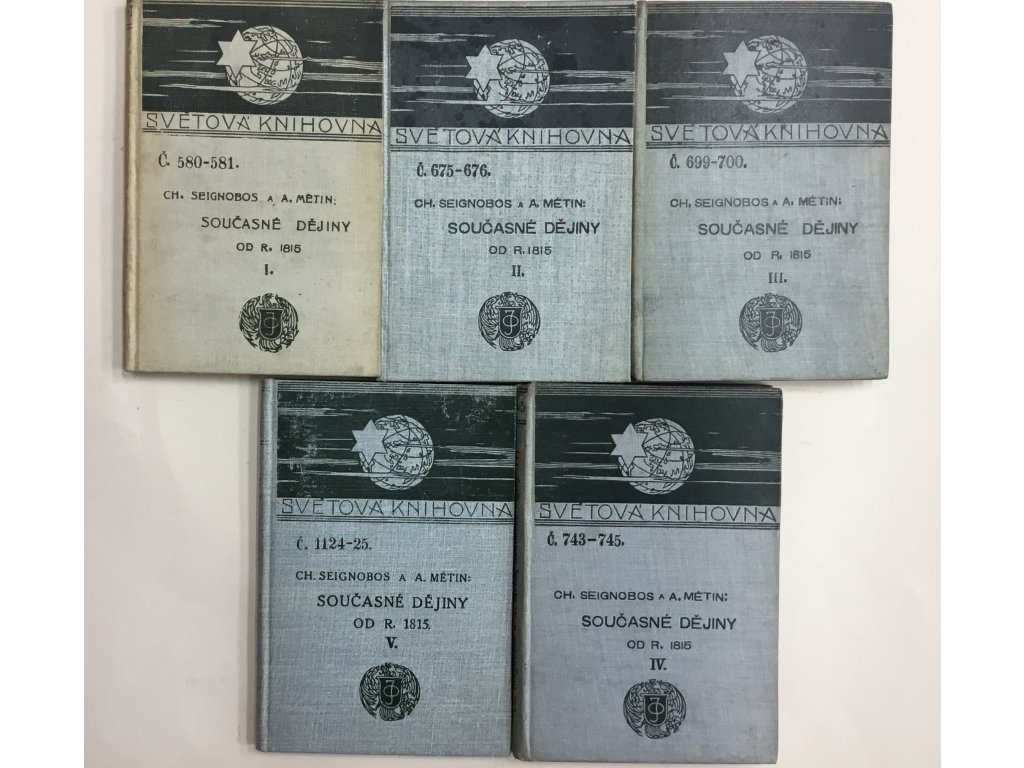 SVĚTOVÁ KNIHOVNA
Č. 580-581.
CH. SEIGNOBOS A A. MÉTIN:
SOUČASNÉ DĚJINY
OD R. 1815
I.
SVĚTOVÁ KNIHOVNA
Č. 675-676.
CH. SEIGNOBOS A A. MÉTIN:
SOUČASNÉ DĚJINY
OD R. 1815
II.
SVĚTOVÁ KNIHOVNA
Č. 699-700.
CH. SEIGNOBOS A A. MÉTIN:
SOUČASNÉ DĚJINY
OD R. 1815
III.
SVĚTOVÁ KNIHOVNA
Č. 1124-25.
CH. SEIGNOBOS A A. MÉTIN:
SOUČASNÉ DĚJINY
OD R. 1815.
V.
SVĚTOVÁ KNIHOVNA
Č. 743-745.
CH. SEIGNOBOS A A. MÉTIN:
SOUČASNÉ DĚJINY
OD R. 1815
IV.